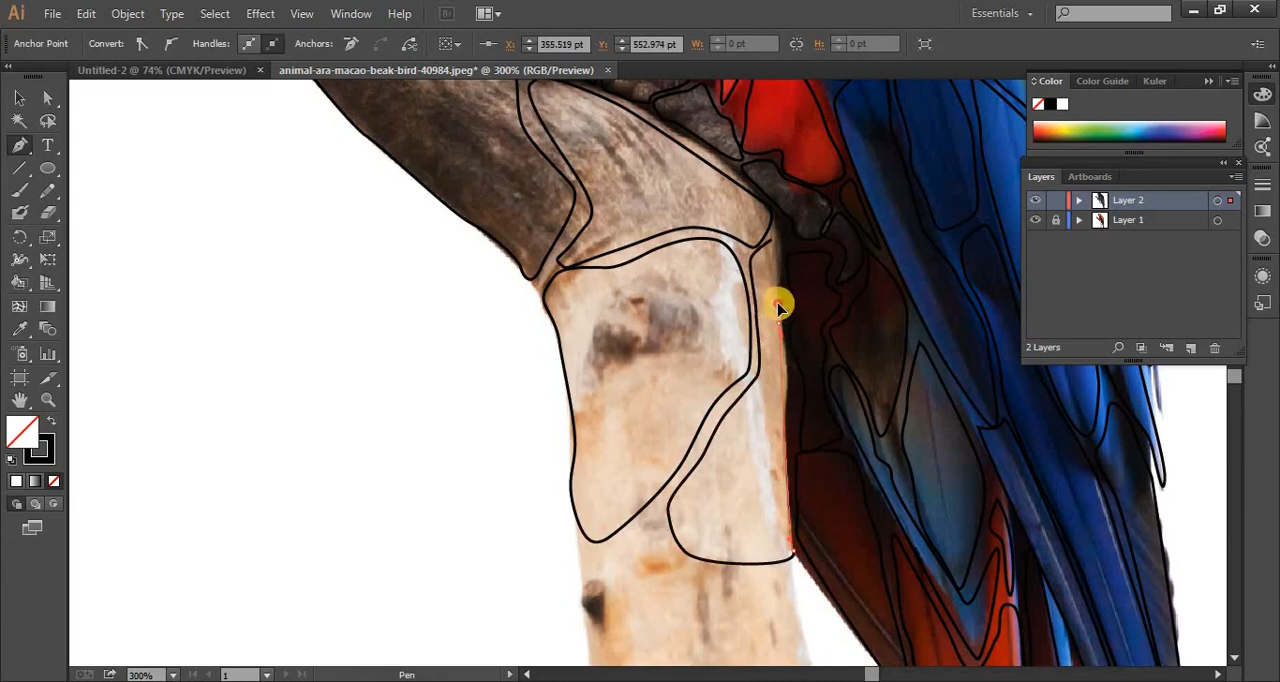 Ai File Edit Object Type Select Effect View Window Help Br Essentials
Anchor Point Convert: Handles: Anchors: X: 355.519 pt Y: 552.974 pt W: 0 pt H: 0 pt
Untitled-2 @ 74% (CMYK/Preview) × animal-ara-macao-beak-bird-40984.jpeg* @ 300% (RGB/Preview) ×
Color Color Guide Kuler
Layers Artboards
Layer 2
Layer 1
2 Layers
300% 1 Pen